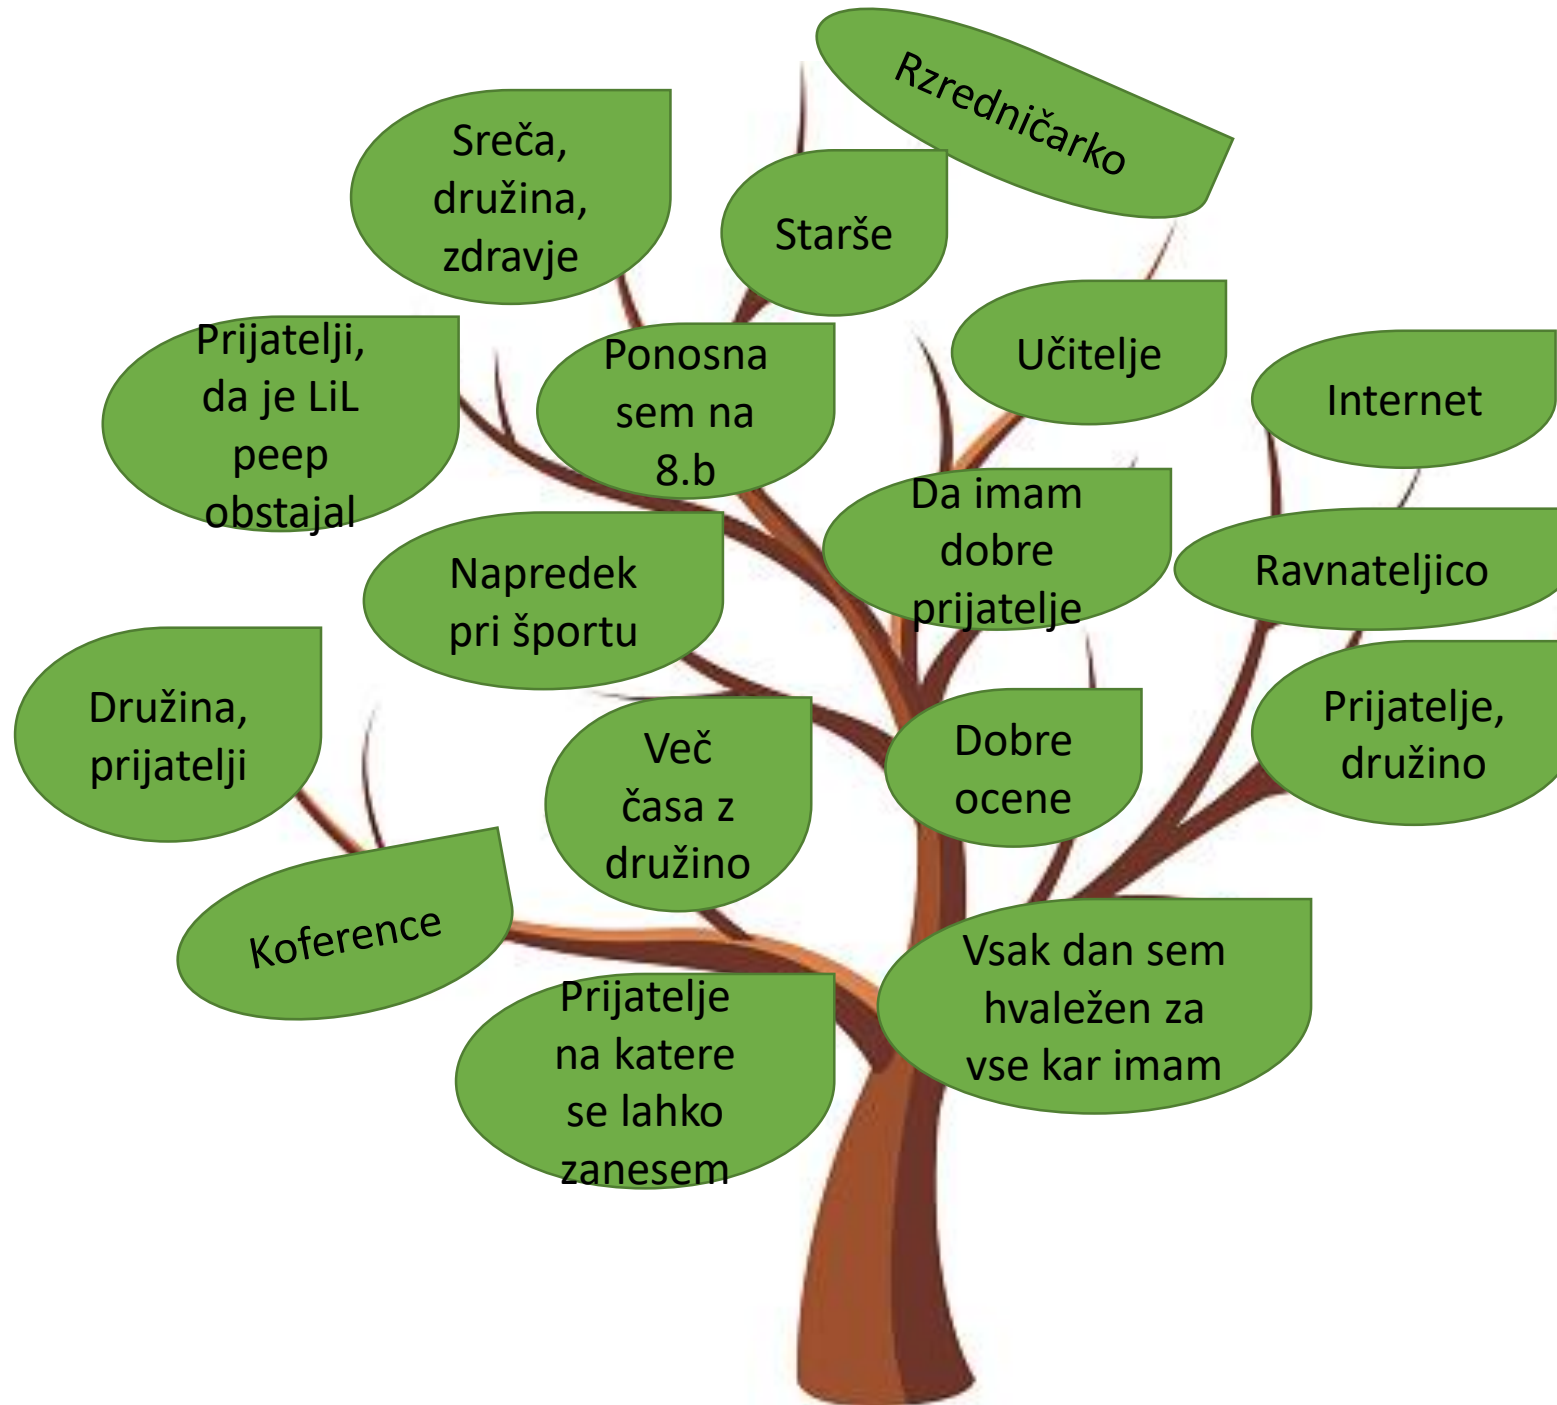 Rzredničarko
Sreča,
družina,
zdravje
Starše
Prijatelji,
da je LiL
peep
obstajal
Ponosna
sem na
8.b
Učitelje
Internet
Da imam
dobre
prijatelje
Napredek
pri športu
Ravnateljico
Družina,
prijatelji
Več
časa z
družino
Dobre
ocene
Prijatelje,
družino
Koference
Prijatelje
na katere
se lahko
zanesem
Vsak dan sem
hvaležen za
vse kar imam